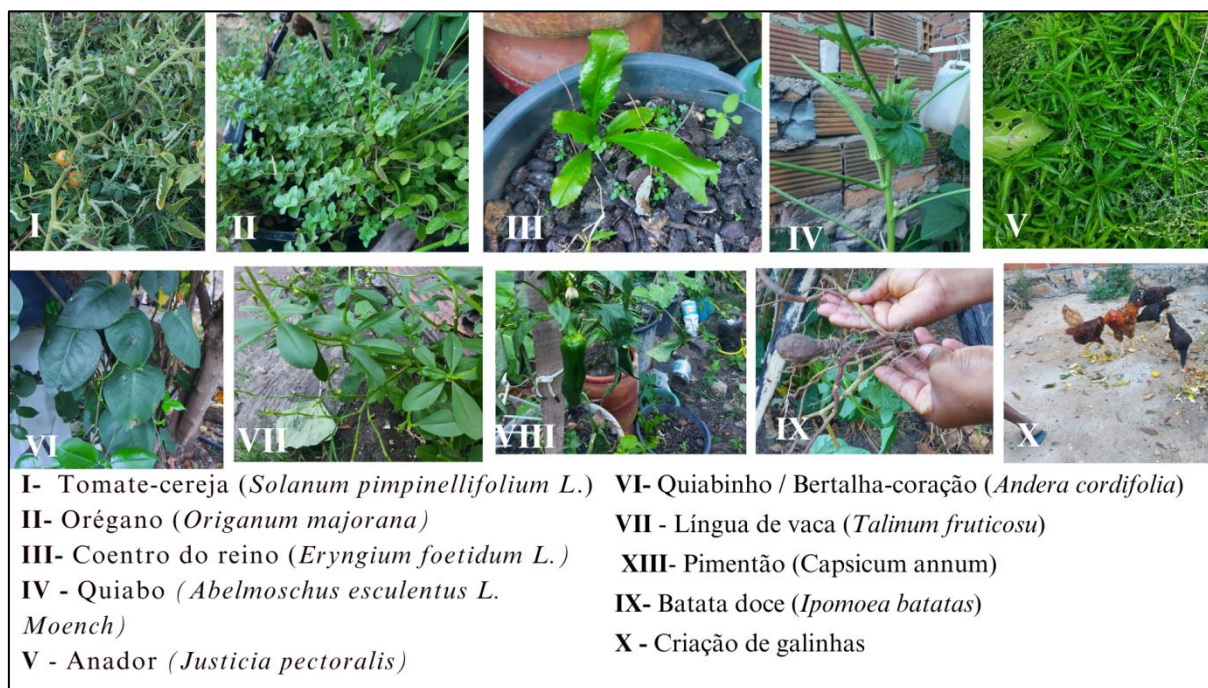 I
II
III
IV
V
VI
VII
VIII
IX
X
I- Tomate-cereja (Solanum pimpinellifolium L.)
II- Orégano (Origanum majorana)
III- Coentro do reino (Eryngium foetidum L.)
IV - Quiabo (Abelmoschus esculentus L.
Moench)
V - Anador (Justicia pectoralis)
VI- Quiabinho / Bertalha-coração (Andera cordifolia)
VII - Língua de vaca (Talinum fruticosu)
XIII- Pimentão (Capsicum annum)
IX- Batata doce (Ipomoea batatas)
X - Criação de galinhas